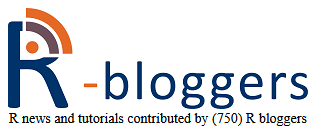 R-bloggers
R news and tutorials contributed by (750) R bloggers